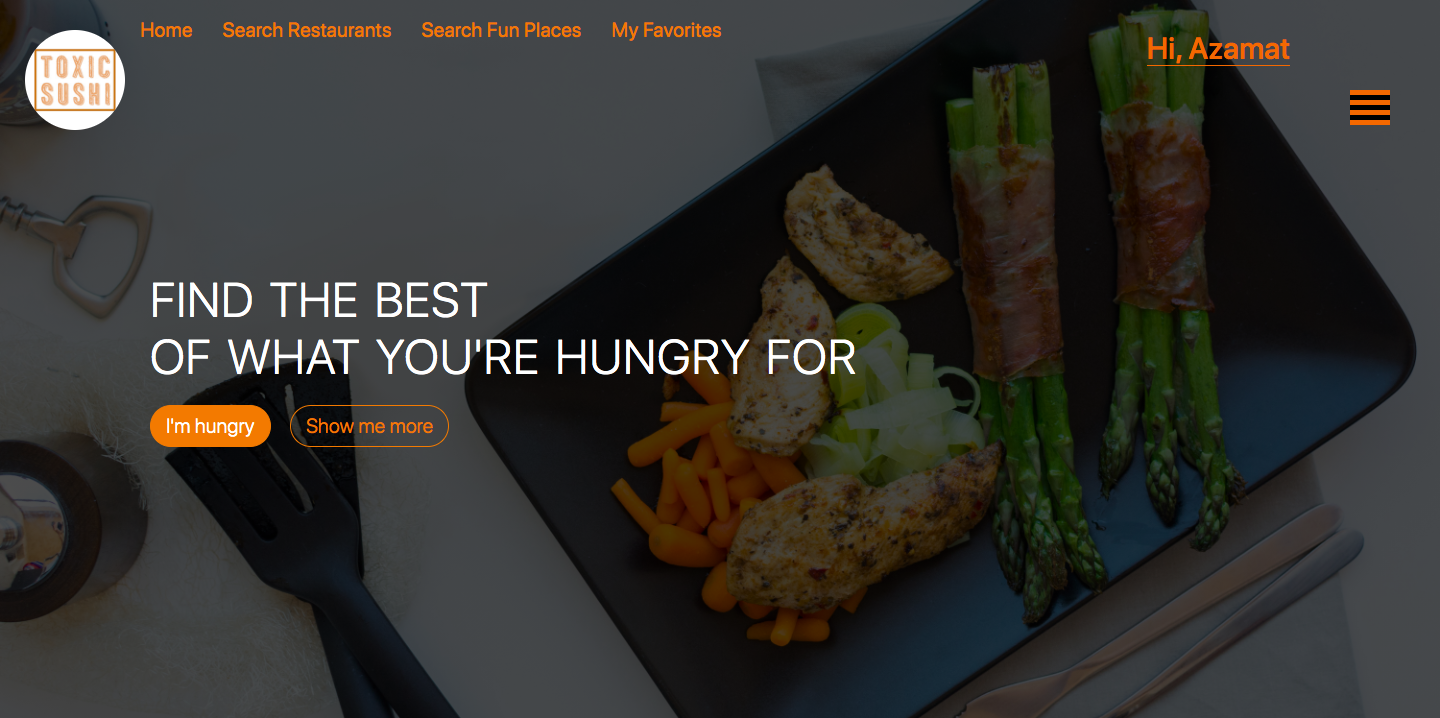 Home Search Restaurants Search Fun Places My Favorites
Hi, Azamat
TOXIC
SUSHI
FIND THE BEST
OF WHAT YOU'RE HUNGRY FOR
I'm hungry Show me more